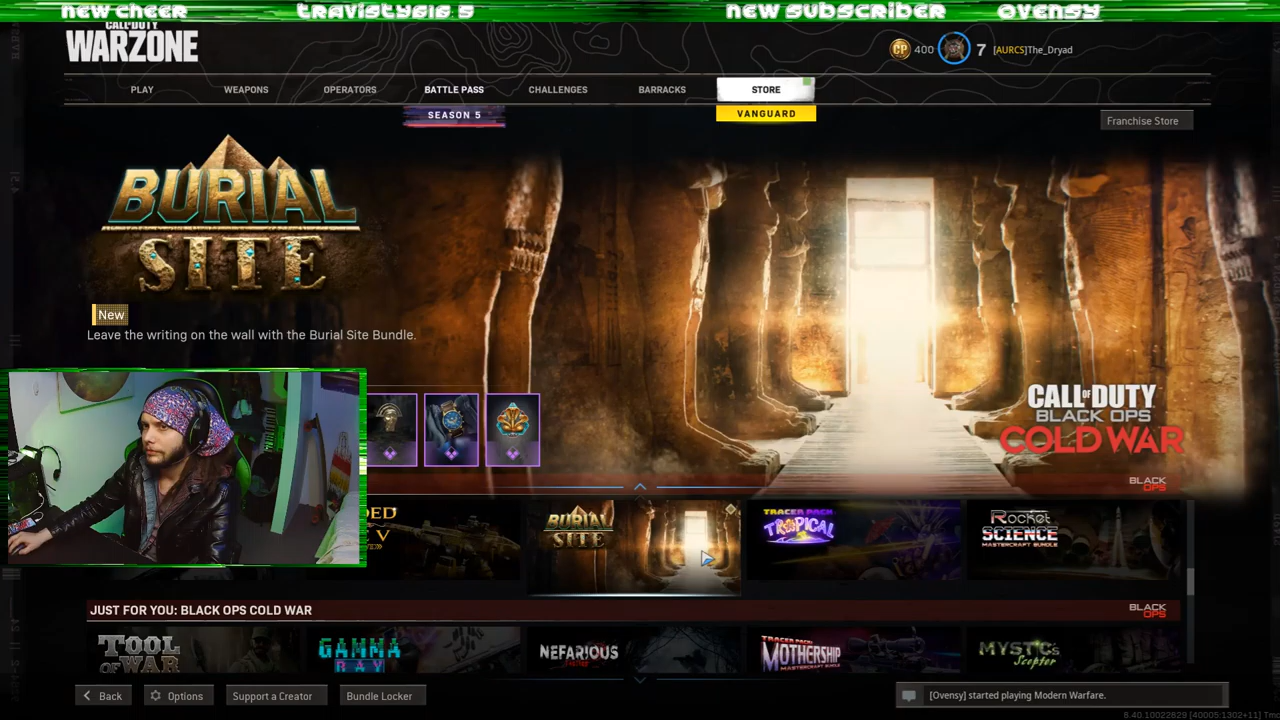 NEW CHEER TRAVISTYGIS 5 NEW SUBSCRIBER OVENSY
CALL OF DUTY
WARZONE
CP 400 7 [AURCS]The_Dryad
PLAY WEAPONS OPERATORS BATTLE PASS CHALLENGES BARRACKS STORE
SEASON 5 VANGUARD
Franchise Store
BURIAL
SITE
New
Leave the writing on the wall with the Burial Site Bundle.
CALL OF DUTY
BLACK OPS
COLD WAR
BLACK
OPS
BURIAL
SITE
TRACER PACK
TROPICAL
ROCKET
SCIENCE
MASTERCRAFT BUNDLE
JUST FOR YOU: BLACK OPS COLD WAR
BLACK
OPS
TOOL
OF WAR
GAMMA
RAY
NEFARIOUS
TRACER PACK
MOTHERSHIP
MASTERCRAFT BUNDLE
MYSTICS
Scepter
Back Options Support a Creator Bundle Locker
[Ovensy] started playing Modern Warfare.